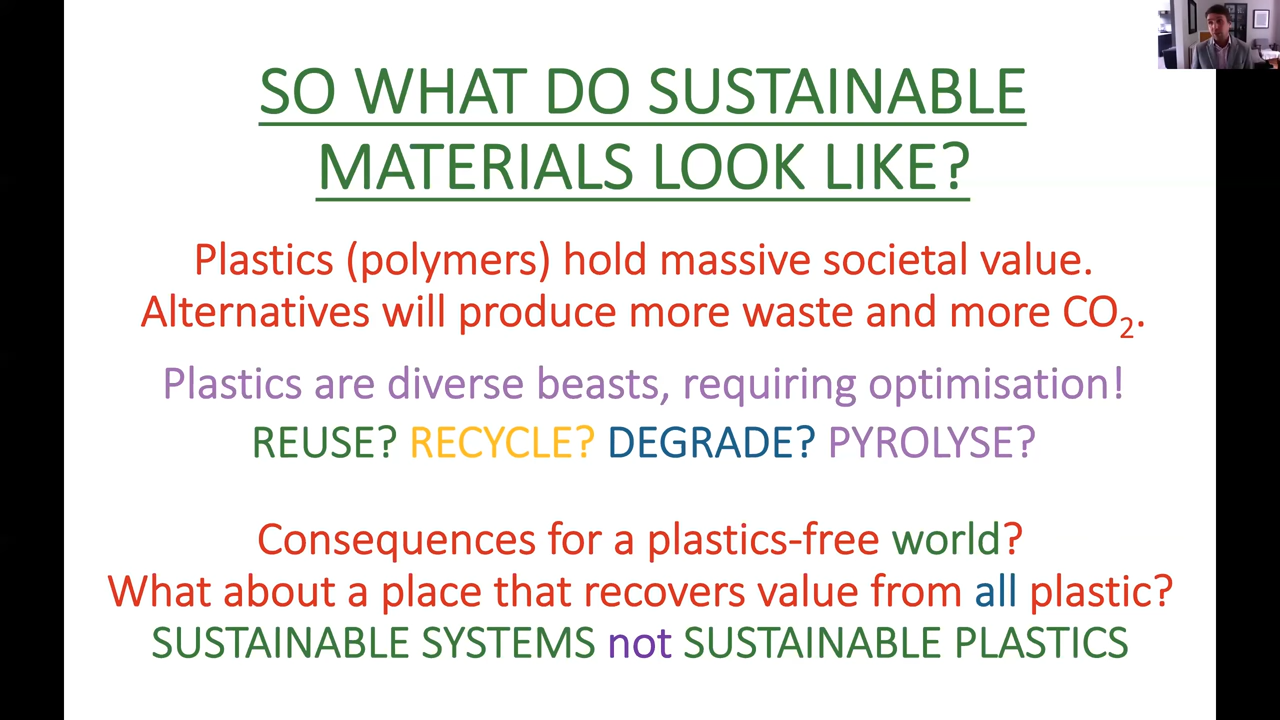 SO WHAT DO SUSTAINABLE
MATERIALS LOOK LIKE?
Plastics (polymers) hold massive societal value.
Alternatives will produce more waste and more CO₂.
Plastics are diverse beasts, requiring optimisation!
REUSE? RECYCLE? DEGRADE? PYROLYSE?
Consequences for a plastics-free world?
What about a place that recovers value from all plastic?
SUSTAINABLE SYSTEMS not SUSTAINABLE PLASTICS